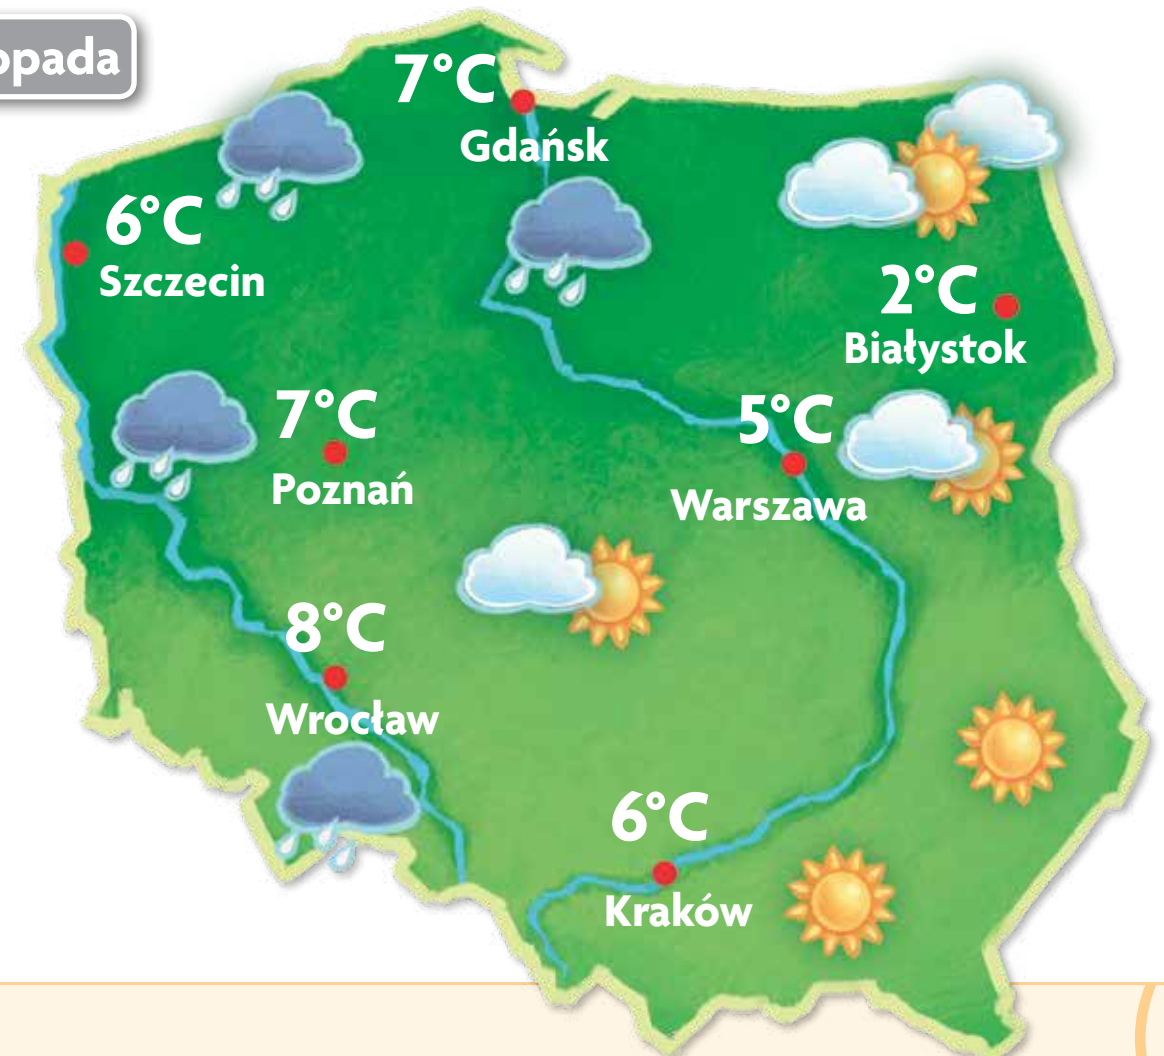 opada
7°C
Gdańsk
6°C
Szczecin
2°C
Białystok
7°C
Poznań
5°C
Warszawa
8°C
Wrocław
6°C
Kraków